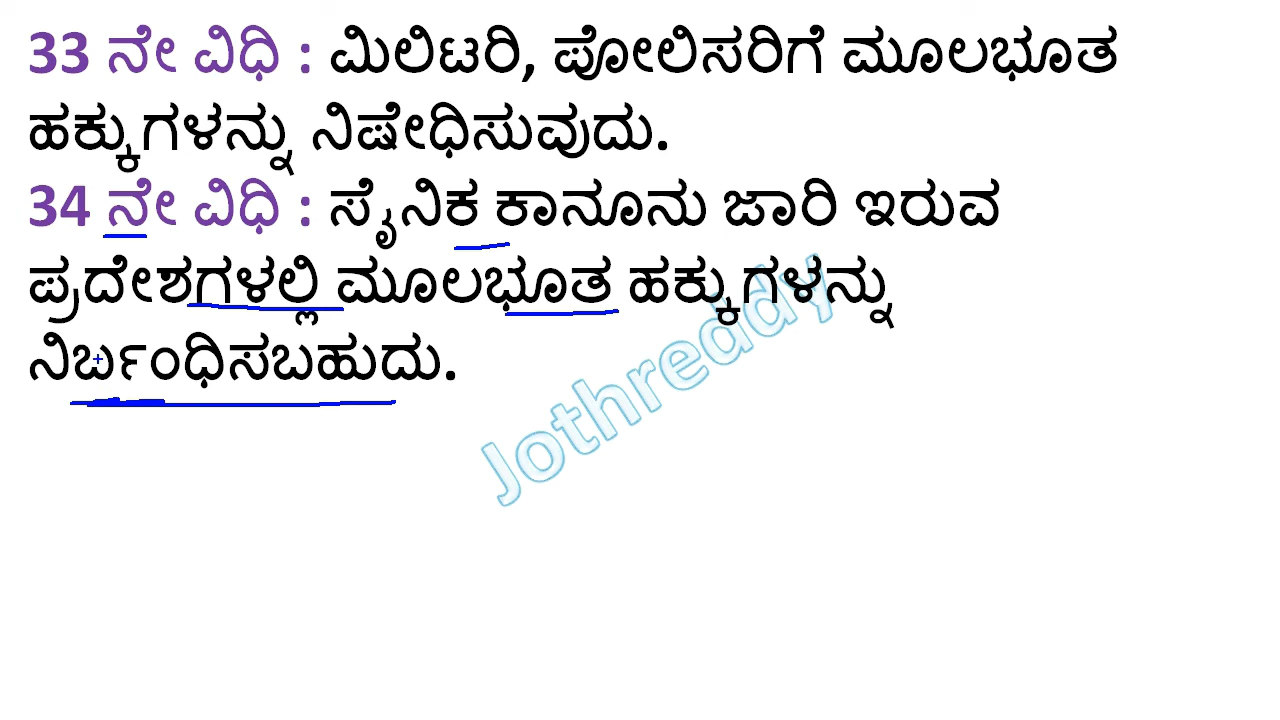 33 ನೇ ವಿಧಿ : ಮಿಲಿಟರಿ, ಪೋಲಿಸರಿಗೆ ಮೂಲಭೂತ
ಹಕ್ಕುಗಳನ್ನು ನಿಷೇಧಿಸುವುದು.
34 ನೇ ವಿಧಿ : ಸೈನಿಕ ಕಾನೂನು ಜಾರಿ ಇರುವ
ಪ್ರದೇಶಗಳಲ್ಲಿ ಮೂಲಭೂತ ಹಕ್ಕುಗಳನ್ನು
ನಿರ್ಬಂಧಿಸಬಹುದು.
Jothreddy